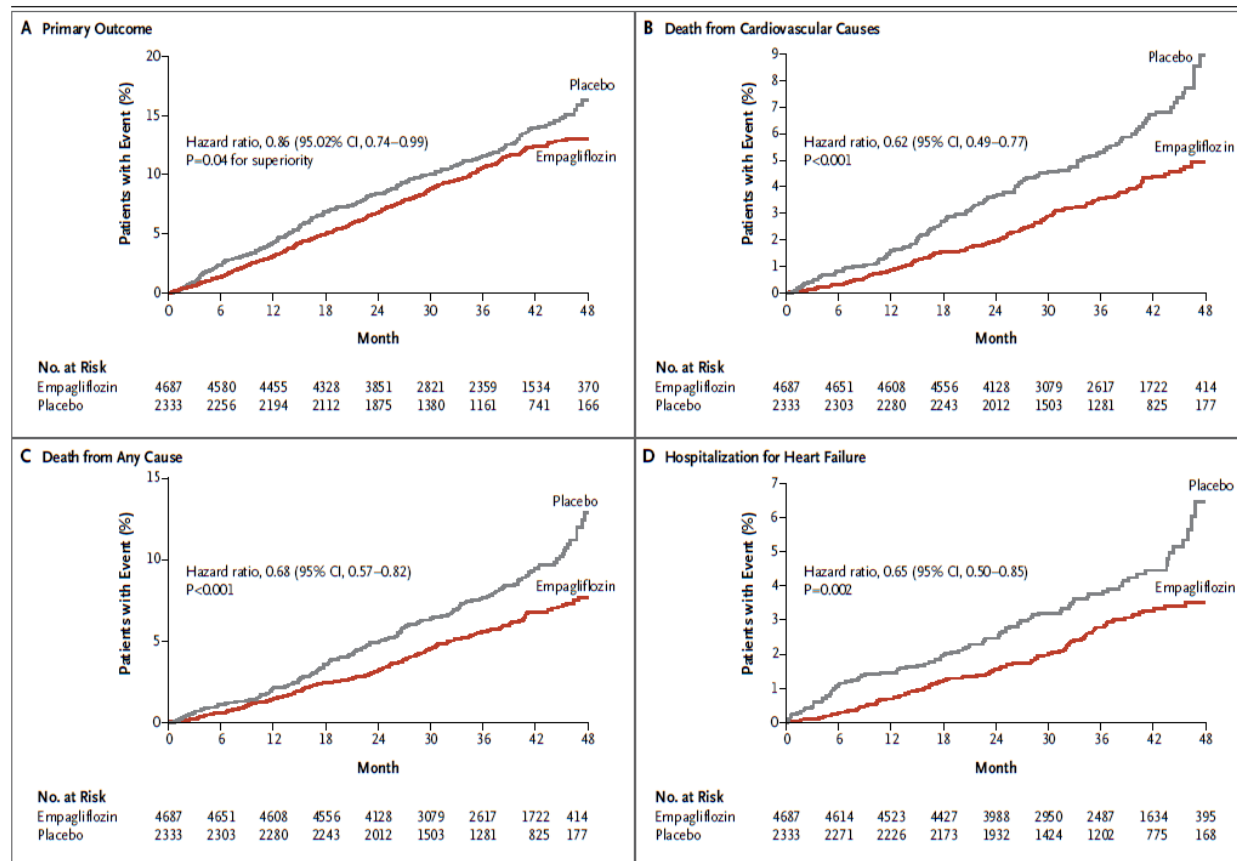 A Primary Outcome
20
15
10
5
0
Patients with Event (%)
Placebo
Hazard ratio, 0.86 (95.02% CI, 0.74–0.99)
P=0.04 for superiority
Empagliflozin
0 6 12 18 24 30 36 42 48
Month
No. at Risk
Empagliflozin 4687 4580 4455 4328 3851 2821 2359 1534 370
Placebo 2333 2256 2194 2112 1875 1380 1161 741 166
B Death from Cardiovascular Causes
9
8
7
6
5
4
3
2
1
0
Patients with Event (%)
Placebo
Hazard ratio, 0.62 (95% CI, 0.49–0.77)
P<0.001
Empagliflozin
0 6 12 18 24 30 36 42 48
Month
No. at Risk
Empagliflozin 4687 4651 4608 4556 4128 3079 2617 1722 414
Placebo 2333 2303 2280 2243 2012 1503 1281 825 177
C Death from Any Cause
15
10
5
0
Patients with Event (%)
Placebo
Hazard ratio, 0.68 (95% CI, 0.57–0.82)
P<0.001
Empagliflozin
0 6 12 18 24 30 36 42 48
Month
No. at Risk
Empagliflozin 4687 4651 4608 4556 4128 3079 2617 1722 414
Placebo 2333 2303 2280 2243 2012 1503 1281 825 177
D Hospitalization for Heart Failure
7
6
5
4
3
2
1
0
Patients with Event (%)
Placebo
Hazard ratio, 0.65 (95% CI, 0.50–0.85)
P=0.002
Empagliflozin
0 6 12 18 24 30 36 42 48
Month
No. at Risk
Empagliflozin 4687 4614 4523 4427 3988 2950 2487 1634 395
Placebo 2333 2271 2226 2173 1932 1424 1202 775 168